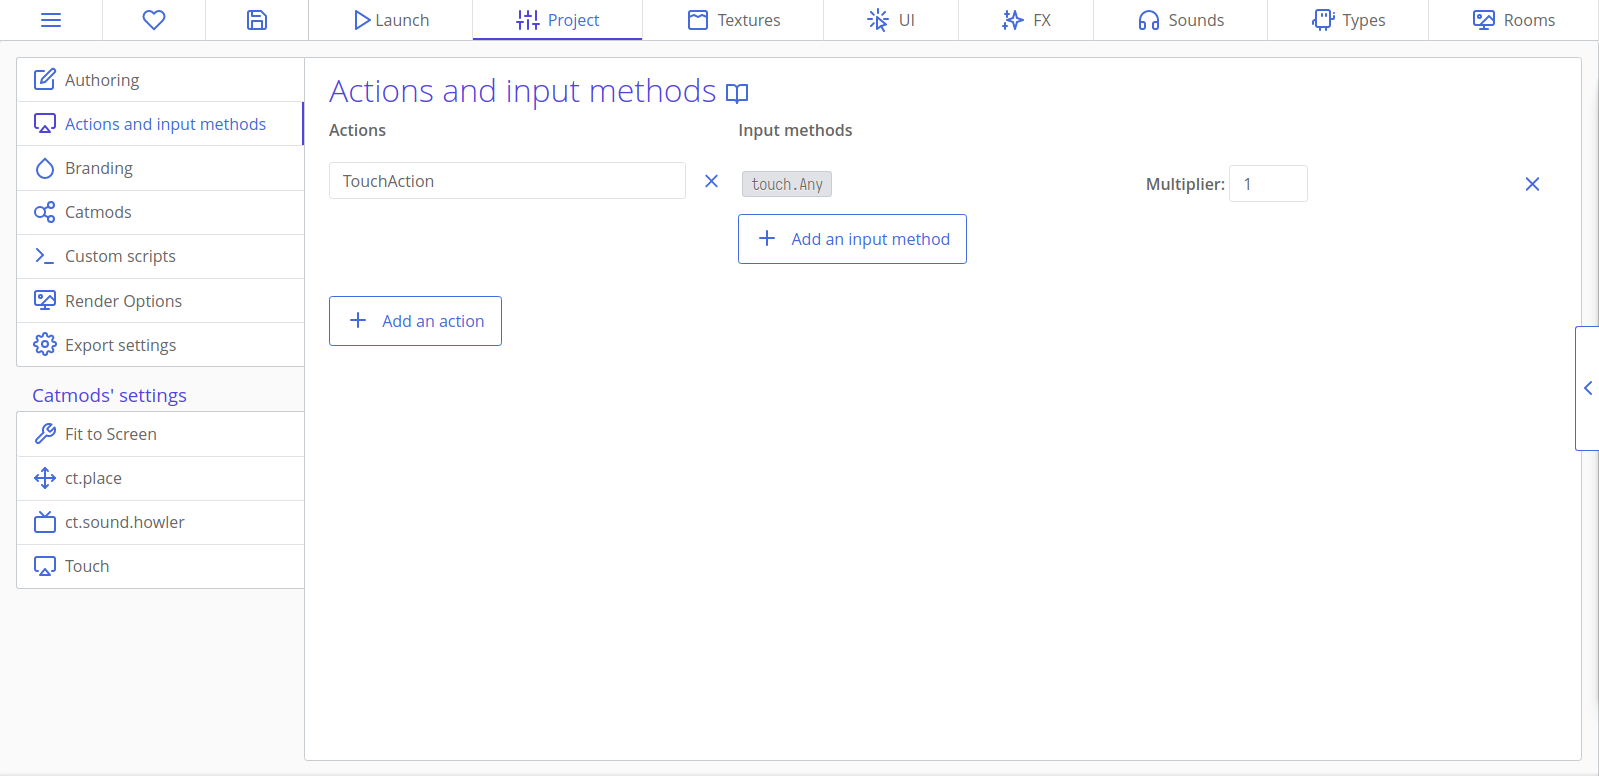 Launch
Project
Textures
UI
FX
Sounds
Types
Rooms
Authoring
Actions and input methods
Branding
Catmods
Custom scripts
Render Options
Export settings
Catmods' settings
Fit to Screen
ct.place
ct.sound.howler
Touch
Actions and input methods
Actions
Input methods
TouchAction
touch.Any
Multiplier: 1
Add an input method
Add an action